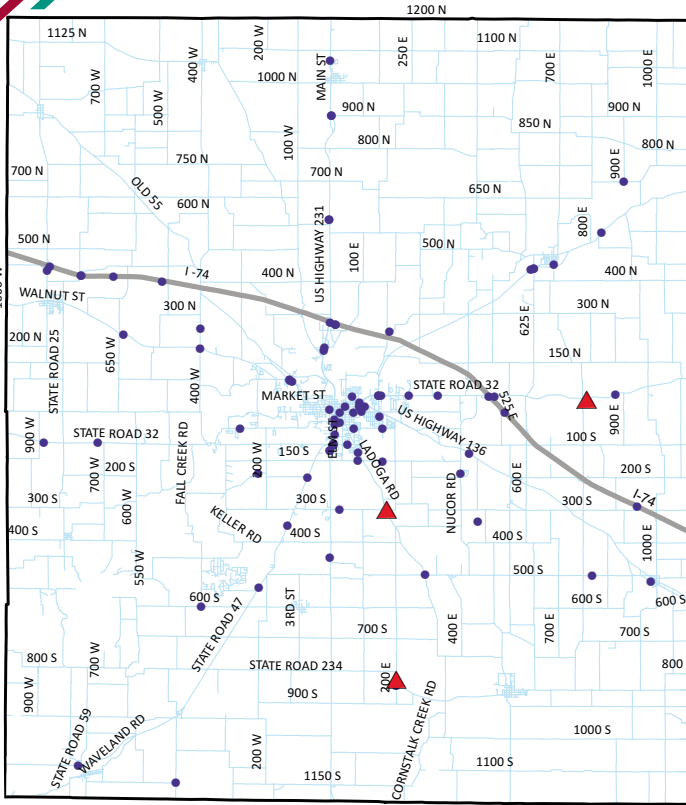 1200 N
1125 N
1100 N
200 W
400 W
250 E
700 E
1000 E
MAIN ST
1000 N
700 W
500 W
900 N
900 N
850 N
100 W
800 N
800 N
750 N
900 E
700 N
700 N
OLD 55
650 N
600 N
800 E
US HIGHWAY 231
500 N
500 N
100 E
I -74
400 N
400 N
WALNUT ST
300 N
300 N
625 E
200 N
STATE ROAD 25
650 W
150 N
400 W
MARKET ST
STATE ROAD 32
525 E
900 E
US HIGHWAY 136
900 W
STATE ROAD 32
FALL CREEK RD
ELM ST
100 S
150 S
LADOGA RD
200 W
700 W
200 S
200 S
600 E
300 S
600 W
300 S
300 S
I-74
NUCOR RD
KELLER RD
400 S
400 S
400 S
1000 E
550 W
500 S
600 S
3RD ST
600 S
600 S
STATE ROAD 47
400 E
700 E
700 S
700 S
800 S
700 W
STATE ROAD 234
200 E
800
900 W
900 S
CORNSTALK CREEK RD
STATE ROAD 59
WAVELAND RD
1000 S
200 W
1100 S
1150 S